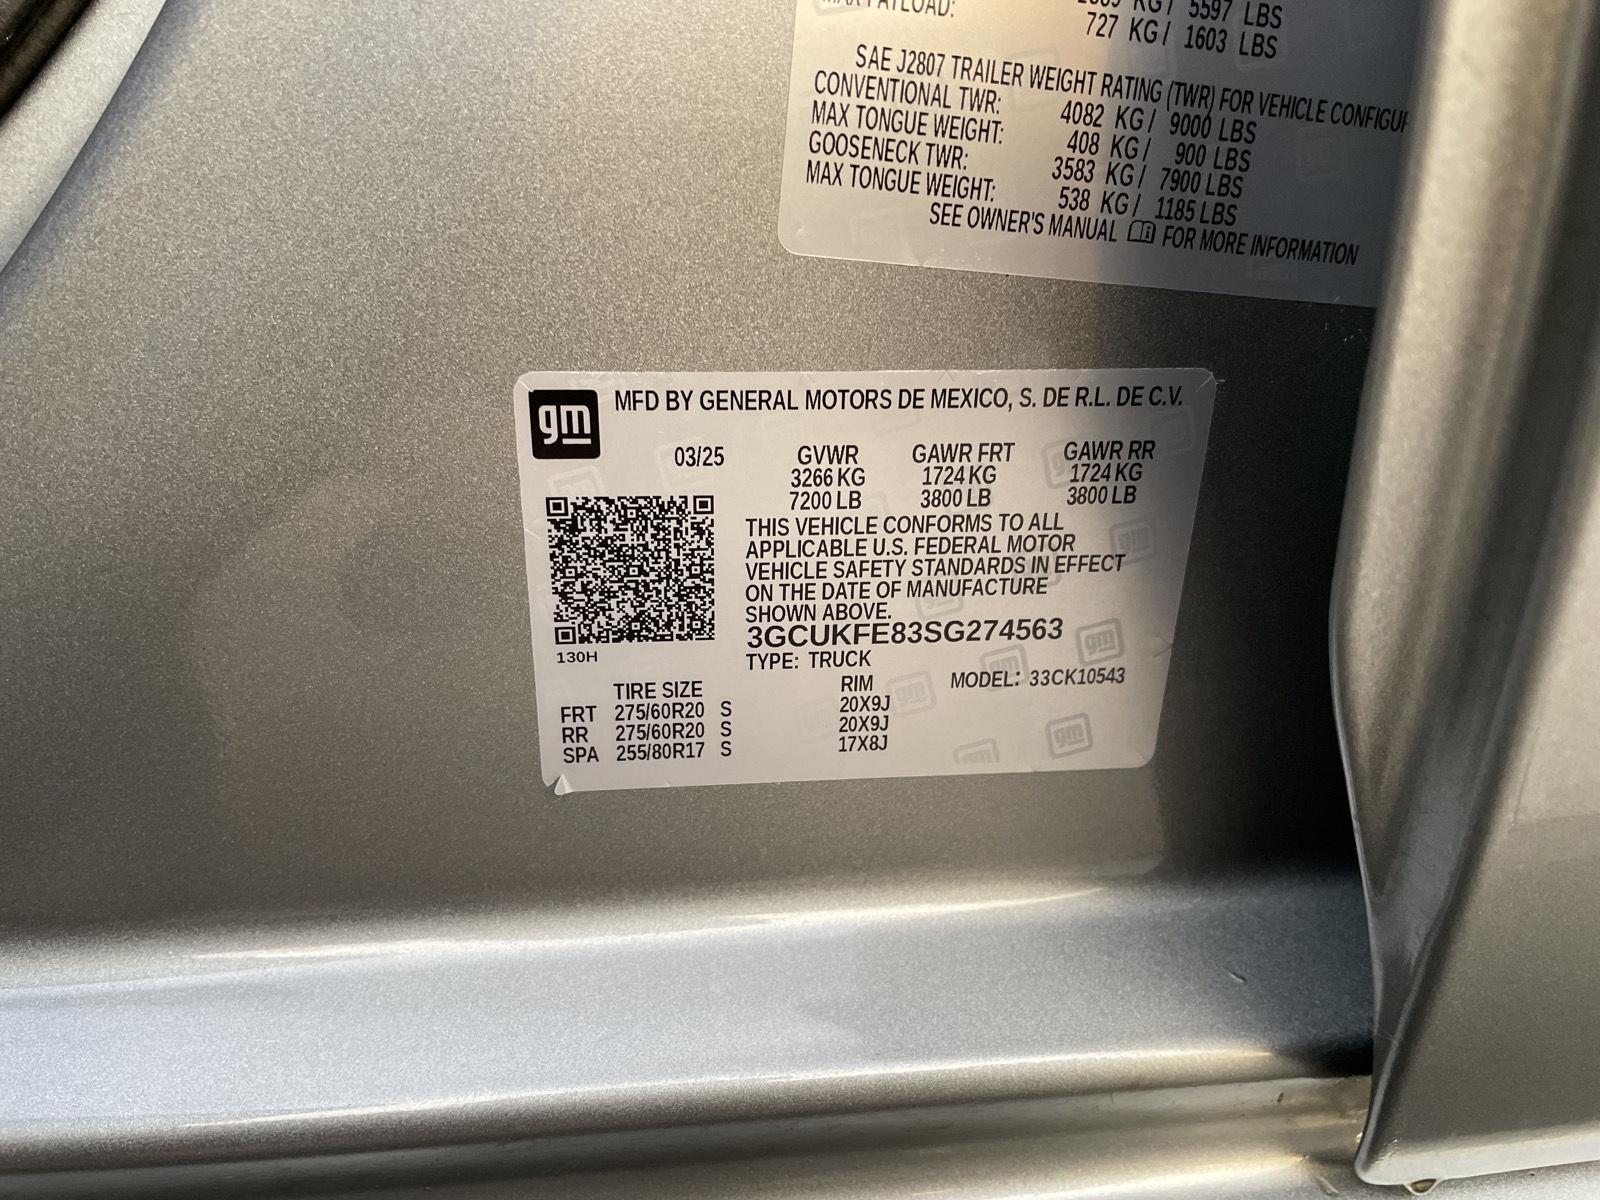 MAX PAYLOAD:
KG / 5597 LBS
727 KG / 1603 LBS
SAE J2807 TRAILER WEIGHT RATING (TWR) FOR VEHICLE
CONVENTIONAL TWR: 4082 KG / 9000 LBS
MAX TONGUE WEIGHT: 408 KG / 900 LBS
GOOSENECK TWR: 3583 KG / 7900 LBS
MAX TONGUE WEIGHT: 538 KG / 1185 LBS
SEE OWNER'S MANUAL FOR MORE INFORMATION
gm MFD BY GENERAL MOTORS DE MEXICO, S. DE R.L. DE C.V.
03/25 GVWR GAWR FRT GAWR RR
3266 KG 1724 KG 1724 KG
7200 LB 3800 LB 3800 LB
THIS VEHICLE CONFORMS TO ALL
APPLICABLE U.S. FEDERAL MOTOR
VEHICLE SAFETY STANDARDS IN EFFECT
ON THE DATE OF MANUFACTURE
SHOWN ABOVE.
3GCUKFE83SG274563
130H
TYPE: TRUCK
MODEL: 33CK10543
TIRE SIZE RIM
FRT 275/60R20 S 20X9J
RR 275/60R20 S 20X9J
SPA 255/80R17 S 17X8J